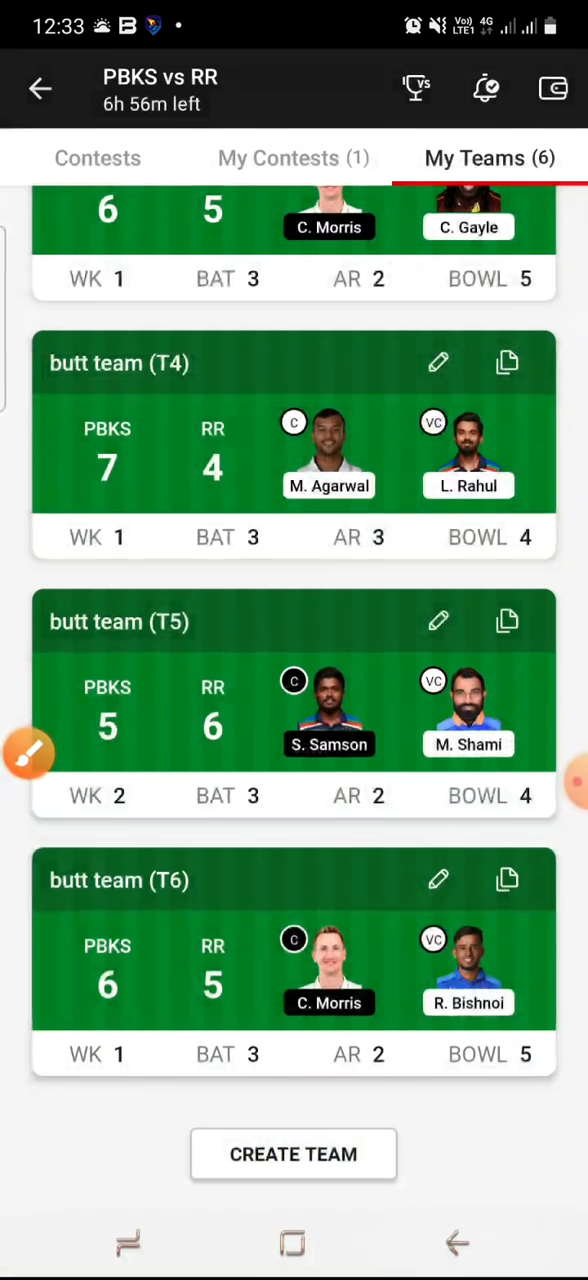 12:33 Vo)) 4G LTE1
PBKS vs RR
6h 56m left
VS
Contests My Contests (1) My Teams (6)
6 5 C. Morris C. Gayle
WK 1 BAT 3 AR 2 BOWL 5
butt team (T4)
PBKS RR C VC
7 4 M. Agarwal L. Rahul
WK 1 BAT 3 AR 3 BOWL 4
butt team (T5)
PBKS RR C VC
5 6 S. Samson M. Shami
WK 2 BAT 3 AR 2 BOWL 4
butt team (T6)
PBKS RR C VC
6 5 C. Morris R. Bishnoi
WK 1 BAT 3 AR 2 BOWL 5
CREATE TEAM